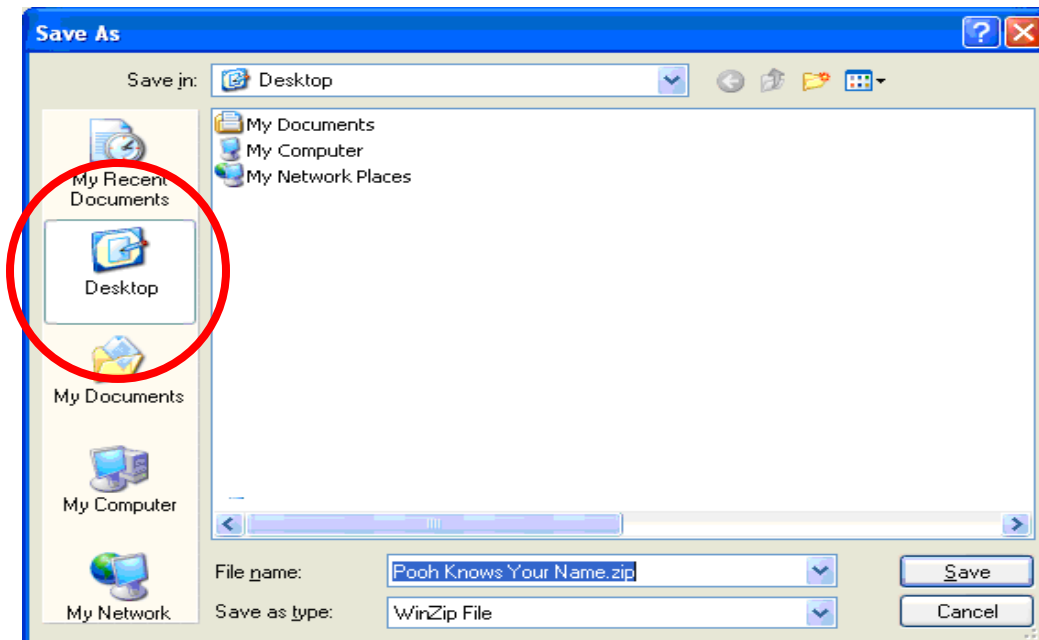 Save As
Save in: Desktop
My Recent
Documents
Desktop
My Documents
My Computer
My Network
My Documents
My Computer
My Network Places
File name: Pooh Knows Your Name.zip Save
Save as type: WinZip File Cancel